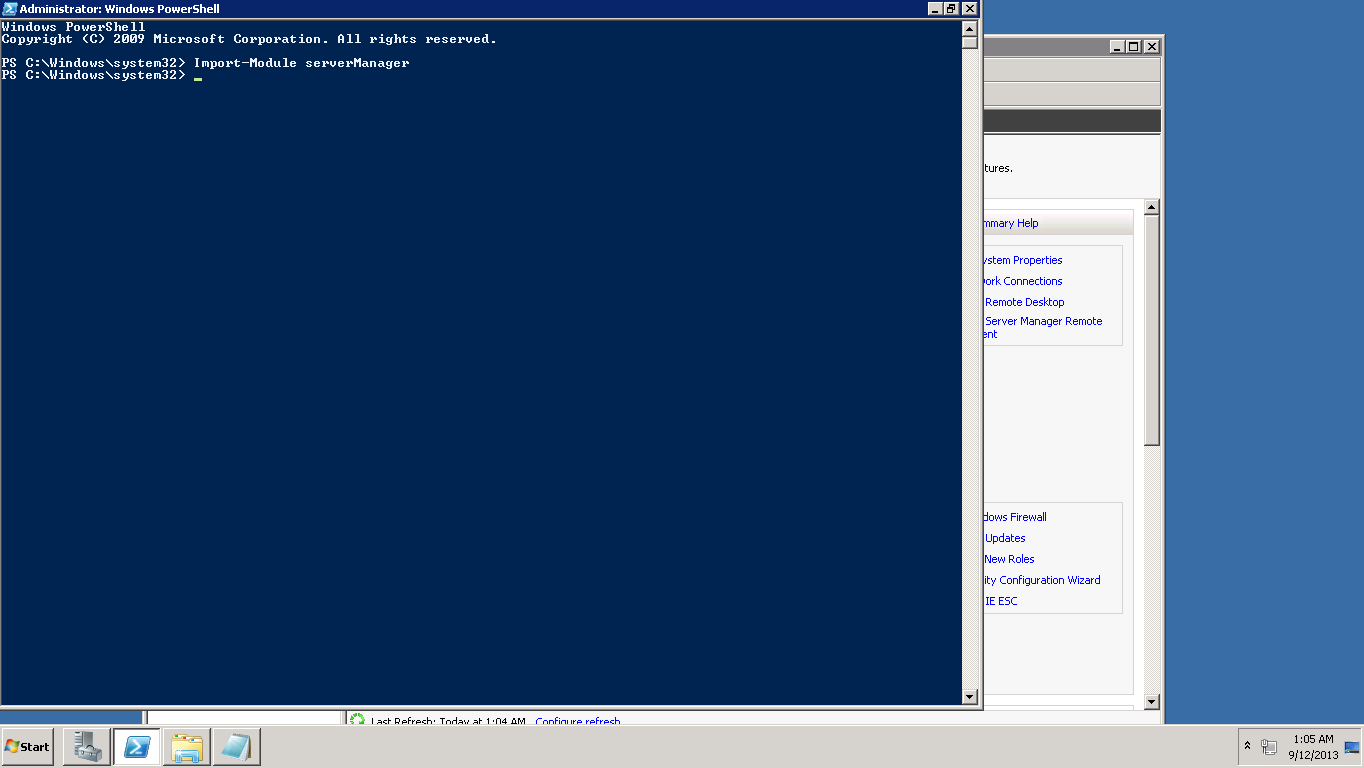 Administrator: Windows PowerShell
Windows PowerShell
Copyright (C) 2009 Microsoft Corporation. All rights reserved.
PS C:\Windows\system32> Import-Module serverManager
PS C:\Windows\system32>
tures.
mmary Help
ystem Properties
ork Connections
Remote Desktop
Server Manager Remote
ent
dows Firewall
Updates
New Roles
ity Configuration Wizard
IE ESC
Last Refresh: Today at 1:04 AM Configure refresh
Start
1:05 AM
9/12/2013